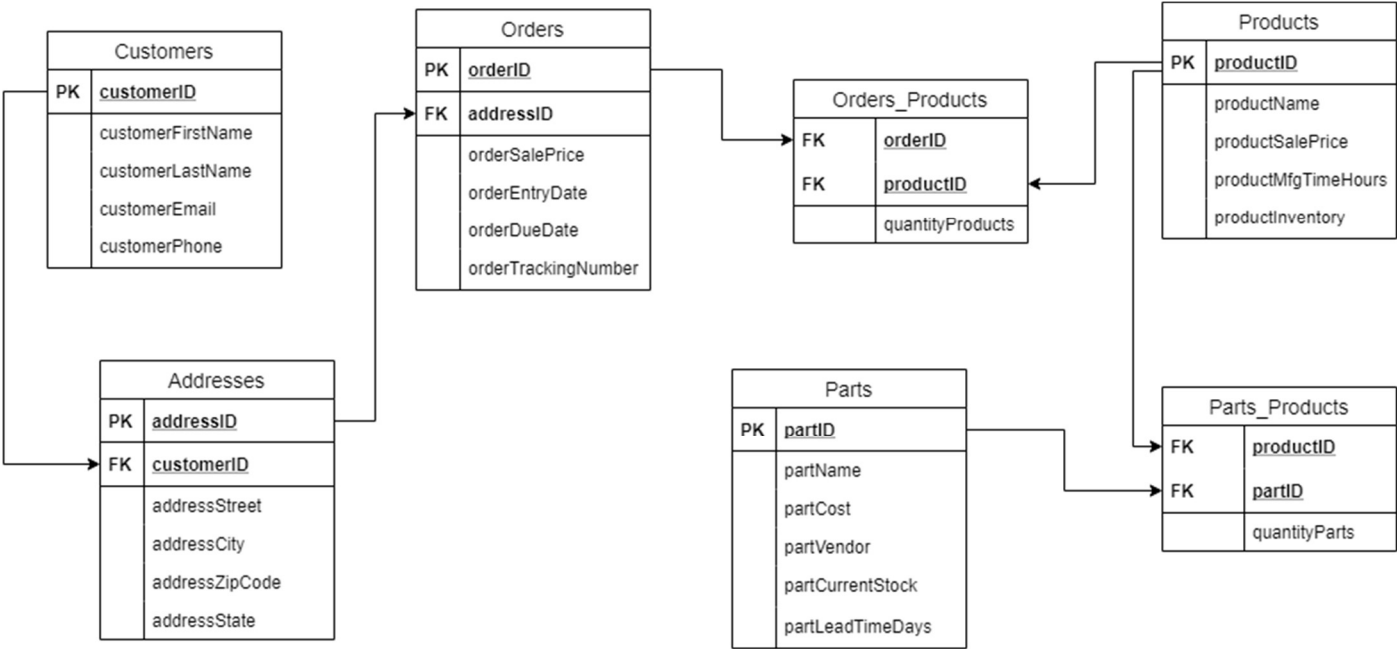 Customers
PK customerID
customerFirstName
customerLastName
customerEmail
customerPhone
Orders
PK orderID
FK addressID
orderSalePrice
orderEntryDate
orderDueDate
orderTrackingNumber
Orders_Products
FK orderID
FK productID
quantityProducts
Products
PK productID
productName
productSalePrice
productMfgTimeHours
productInventory
Addresses
PK addressID
FK customerID
addressStreet
addressCity
addressZipCode
addressState
Parts
PK partID
partName
partCost
partVendor
partCurrentStock
partLeadTimeDays
Parts_Products
FK productID
FK partID
quantityParts